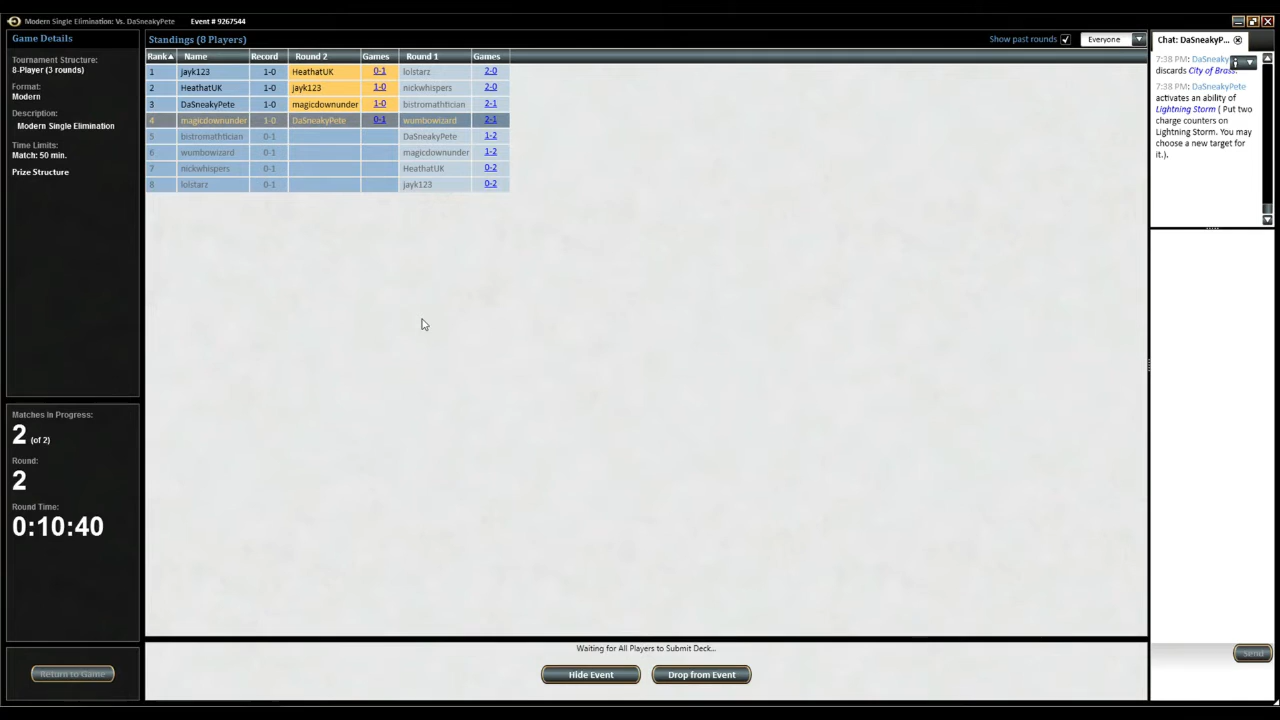 Modern Single Elimination: Vs. DaSneakyPete Event # 9267544
Game Details
Tournament Structure:
8-Player (3 rounds)
Format:
Modern
Description:
Modern Single Elimination
Time Limits:
Match: 50 min.
Prize Structure
Matches In Progress:
2 (of 2)
Round:
2
Round Time:
0:10:40
Return to Game
Standings (8 Players) Show past rounds Everyone
Rank Name Record Round 2 Games Round 1 Games
1 jayk123 1-0 HeathatUK 0-1 lolstarz 2-0
2 HeathatUK 1-0 jayk123 1-0 nickwhispers 2-0
3 DaSneakyPete 1-0 magicdownunder 1-0 bistromathtician 2-1
4 magicdownunder 1-0 DaSneakyPete 0-1 wumbowizard 2-1
5 bistromathtician 0-1 DaSneakyPete 1-2
6 wumbowizard 0-1 magicdownunder 1-2
7 nickwhispers 0-1 HeathatUK 0-2
8 lolstarz 0-1 jayk123 0-2
Waiting for All Players to Submit Deck...
Hide Event Drop from Event
Chat: DaSneakyP...
7:38 PM: DaSneaky
discards City of Brass.
7:38 PM: DaSneakyPete
activates an ability of
Lightning Storm ( Put two
charge counters on
Lightning Storm. You may
choose a new target for
it.).
Send